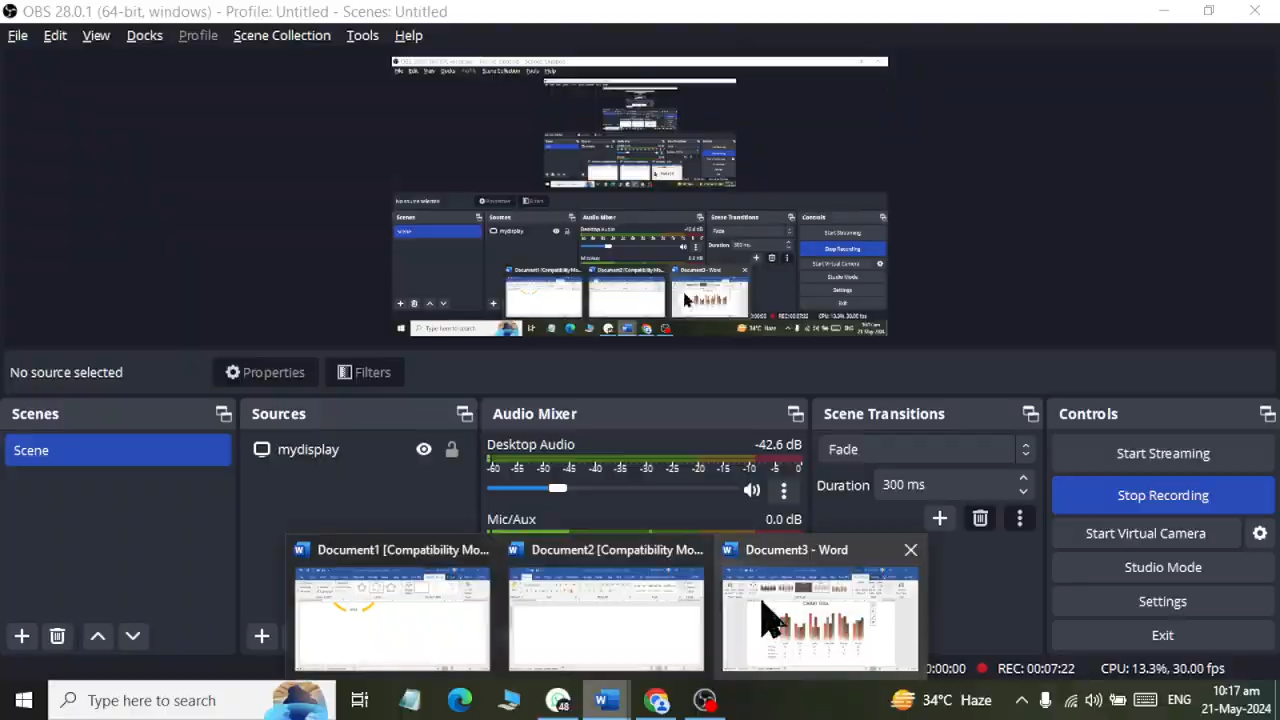 OBS 28.0.1 (64-bit, windows) - Profile: Untitled - Scenes: Untitled
File Edit View Docks Profile Scene Collection Tools Help
No source selected Properties Filters
Scenes Sources Audio Mixer Scene Transitions Controls
Scene mydisplay Desktop Audio -42.6 dB Fade Start Streaming
-60 -55 -50 -45 -40 -35 -30 -25 -20 -15 -10 -5 0
Duration 300 ms Stop Recording
Mic/Aux 0.0 dB
Start Virtual Camera
Document1 [Compatibility Mo... Document2 [Compatibility Mo... Document3 - Word
Studio Mode
Settings
Exit
REC: 00:07:22 CPU: 13.3%, 30.00 fps
Type here to search 48 34°C Haze ENG 10:17 am
21-May-2024